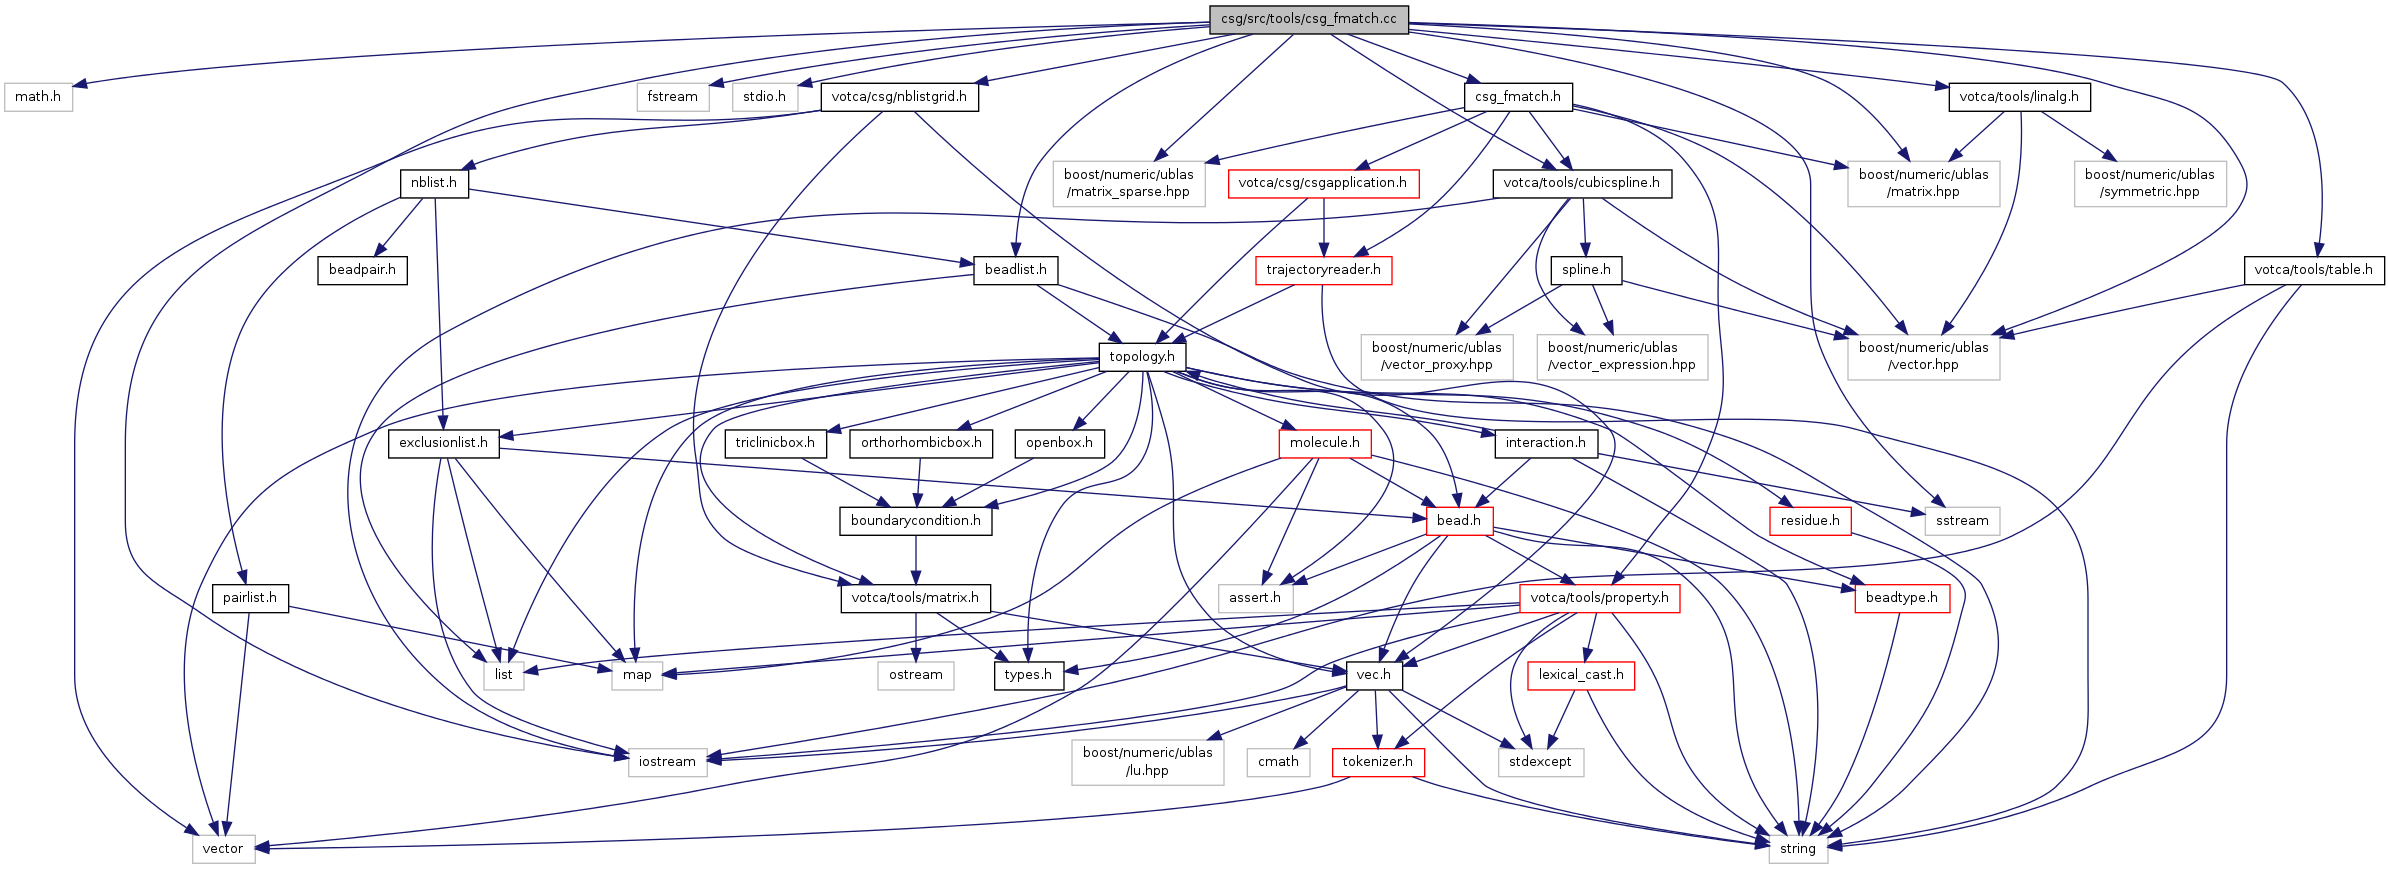 csg/src/tools/csg_fmatch.cc
math.h
fstream
stdio.h
votca/csg/nblistgrid.h
csg_fmatch.h
votca/tools/linalg.h
nblist.h
boost/numeric/ublas
/matrix_sparse.hpp
votca/csg/csgapplication.h
votca/tools/cubicspline.h
boost/numeric/ublas
/matrix.hpp
boost/numeric/ublas
/symmetric.hpp
beadpair.h
beadlist.h
trajectoryreader.h
spline.h
votca/tools/table.h
topology.h
boost/numeric/ublas
/vector_proxy.hpp
boost/numeric/ublas
/vector_expression.hpp
boost/numeric/ublas
/vector.hpp
exclusionlist.h
triclinicbox.h
orthorhombicbox.h
openbox.h
molecule.h
interaction.h
boundarycondition.h
bead.h
residue.h
sstream
pairlist.h
votca/tools/matrix.h
assert.h
votca/tools/property.h
beadtype.h
list
map
ostream
types.h
vec.h
lexical_cast.h
iostream
boost/numeric/ublas
/lu.hpp
cmath
tokenizer.h
stdexcept
vector
string